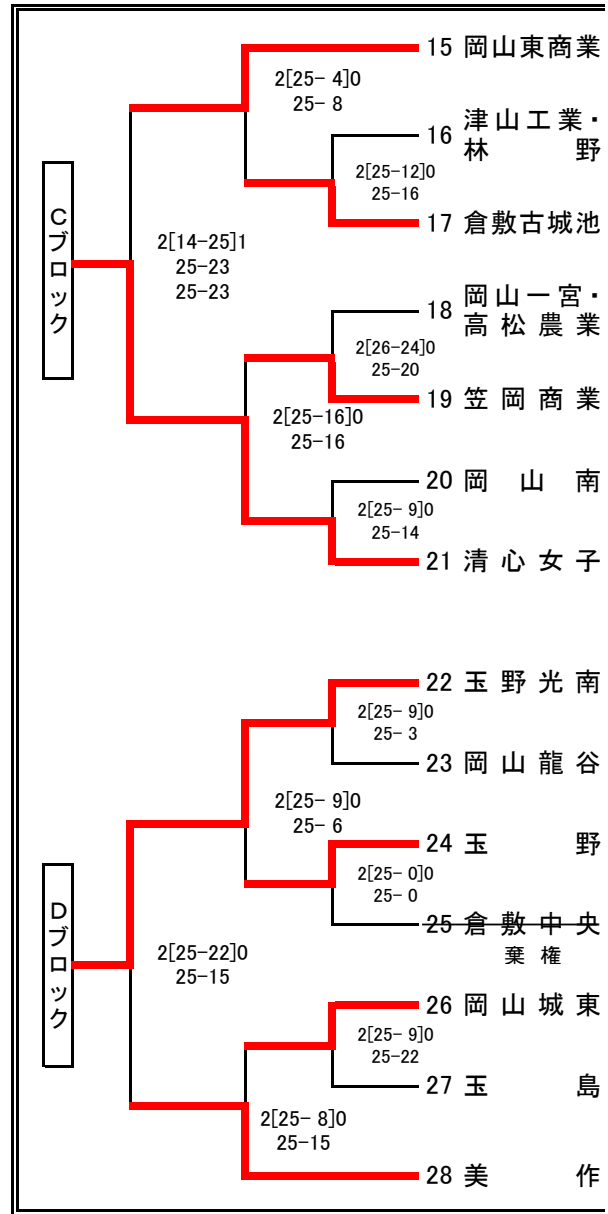 15 岡山東商業
2[25- 4]0
25- 8
16 津山工業・
林野
2[25-12]0
25-16
17 倉敷古城池
Cブロック
2[14-25]1
25-23
25-23
18 岡山一宮・
高松農業
2[26-24]0
25-20
19 笠岡商業
2[25-16]0
25-16
20 岡山南
2[25- 9]0
25-14
21 清心女子
22 玉野光南
2[25- 9]0
25- 3
23 岡山龍谷
2[25- 9]0
25- 6
24 玉野
2[25- 0]0
25- 0
25 倉敷中央
棄権
Dブロック
2[25-22]0
25-15
26 岡山城東
2[25- 9]0
25-22
27 玉島
2[25- 8]0
25-15
28 美作